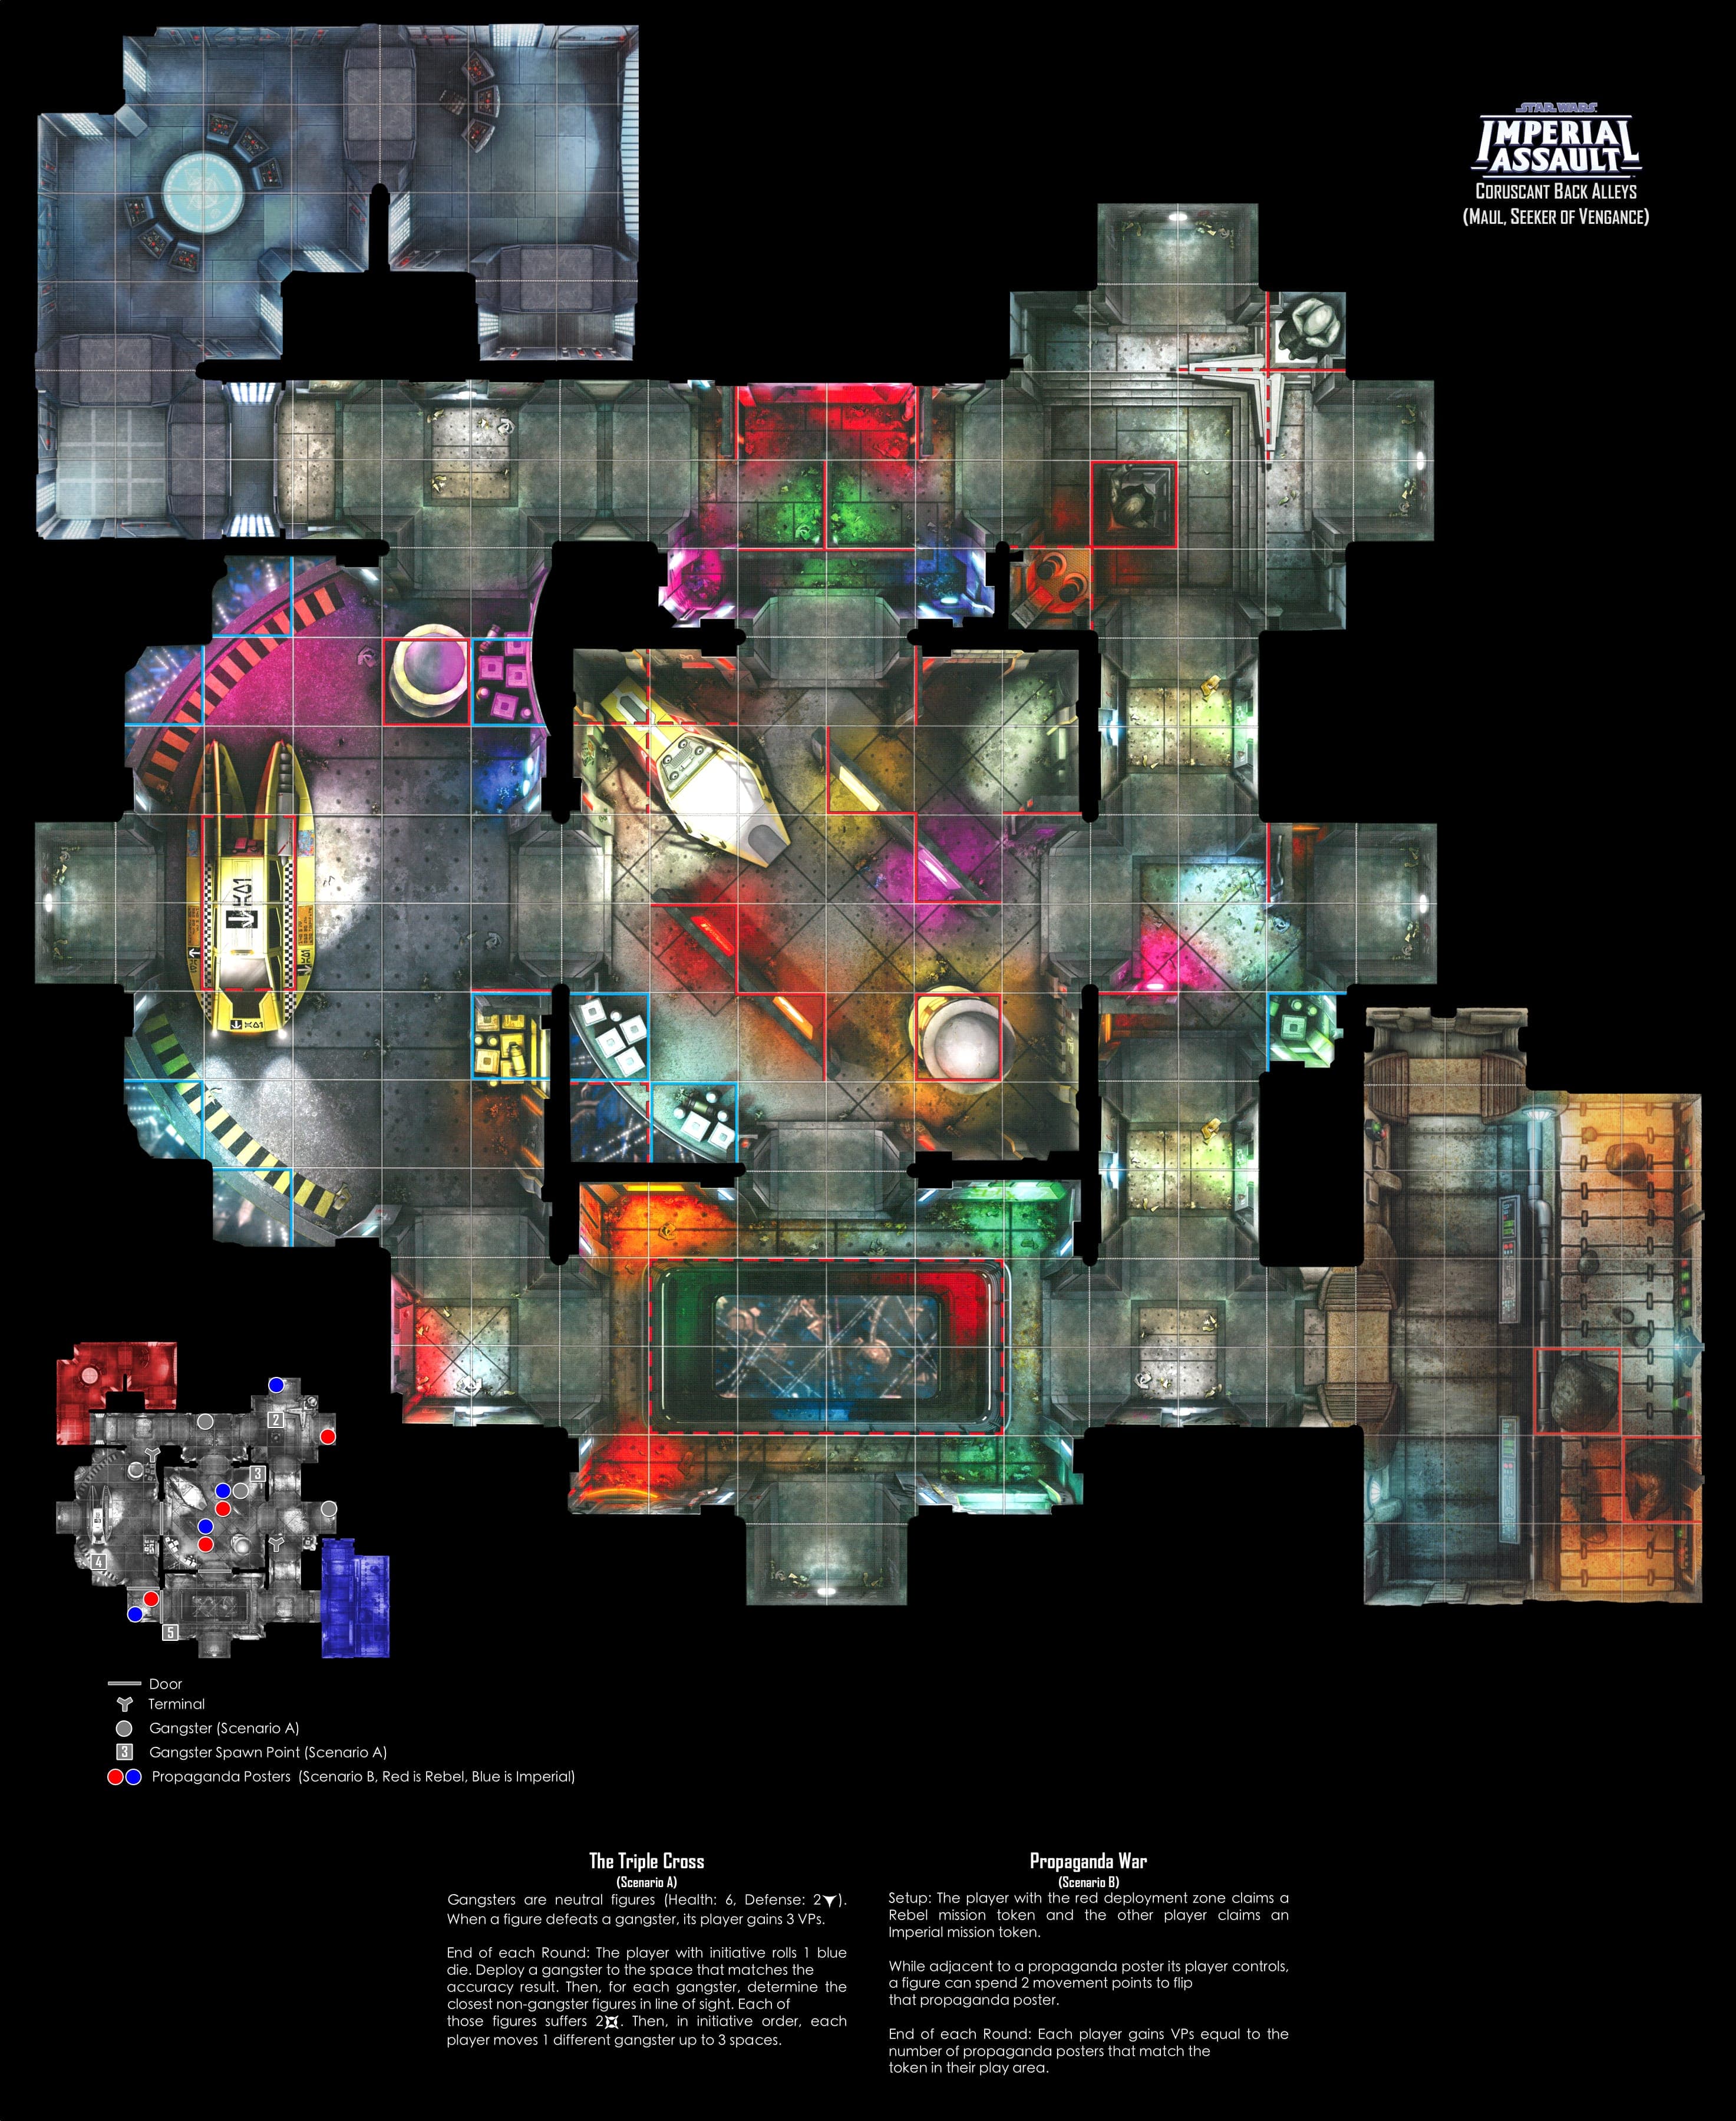 STAR WARS
IMPERIAL
ASSAULT
CORUSCANT BACK ALLEYS
(MAUL, SEEKER OF VENGANCE)
2
3
4
5
Door
Terminal
Gangster (Scenario A)
3 Gangster Spawn Point (Scenario A)
Propaganda Posters (Scenario B, Red is Rebel, Blue is Imperial)
The Triple Cross
(Scenario A)
Gangsters are neutral figures (Health: 6, Defense: 2).
When a figure defeats a gangster, its player gains 3 VPs.
End of each Round: The player with initiative rolls 1 blue
die. Deploy a gangster to the space that matches the
accuracy result. Then, for each gangster, determine the
closest non-gangster figures in line of sight. Each of
those figures suffers 2. Then, in initiative order, each
player moves 1 different gangster up to 3 spaces.
Propaganda War
(Scenario B)
Setup: The player with the red deployment zone claims a
Rebel mission token and the other player claims an
Imperial mission token.
While adjacent to a propaganda poster its player controls,
a figure can spend 2 movement points to flip
that propaganda poster.
End of each Round: Each player gains VPs equal to the
number of propaganda posters that match the
token in their play area.